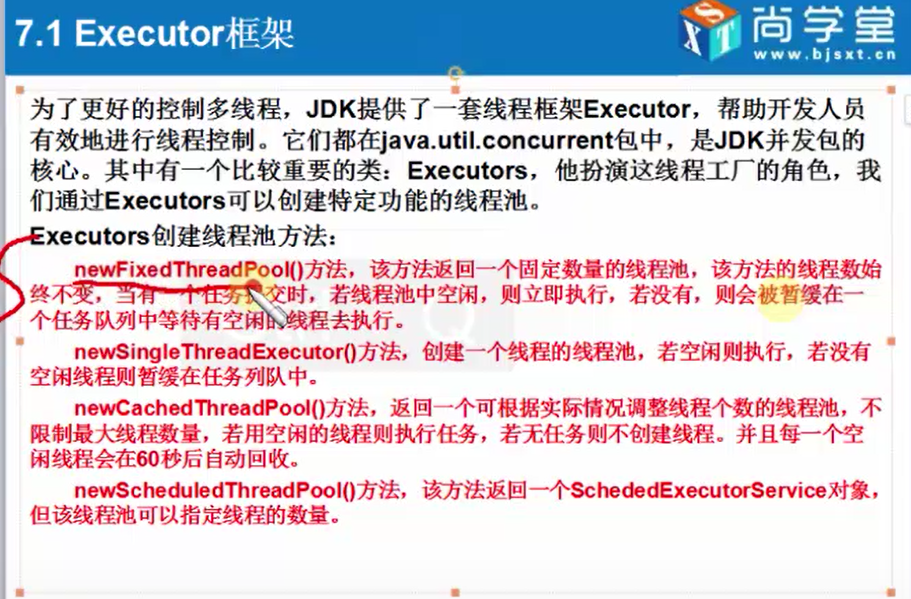 7.1 Executor框架
尚学堂
SXT
www.bjsxt.cn
为了更好的控制多线程，JDK提供了一套线程框架Executor，帮助开发人员
有效地进行线程控制。它们都在java.util.concurrent包中，是JDK并发包的
核心。其中有一个比较重要的类：Executors，他扮演这线程工厂的角色，我
们通过Executors可以创建特定功能的线程池。
Executors创建线程池方法：
newFixedThreadPool()方法，该方法返回一个固定数量的线程池，该方法的线程数始
终不变，当有一个任务提交时，若线程池中空闲，则立即执行，若没有，则会被暂缓在一
个任务队列中等待有空闲的线程去执行。
newSingleThreadExecutor()方法，创建一个线程的线程池，若空闲则执行，若没有
空闲线程则暂缓在任务列队中。
newCachedThreadPool()方法，返回一个可根据实际情况调整线程个数的线程池，不
限制最大线程数量，若用空闲的线程则执行任务，若无任务则不创建线程。并且每一个空
闲线程会在60秒后自动回收。
newScheduledThreadPool()方法，该方法返回一个SchededExecutorService对象，
但该线程池可以指定线程的数量。